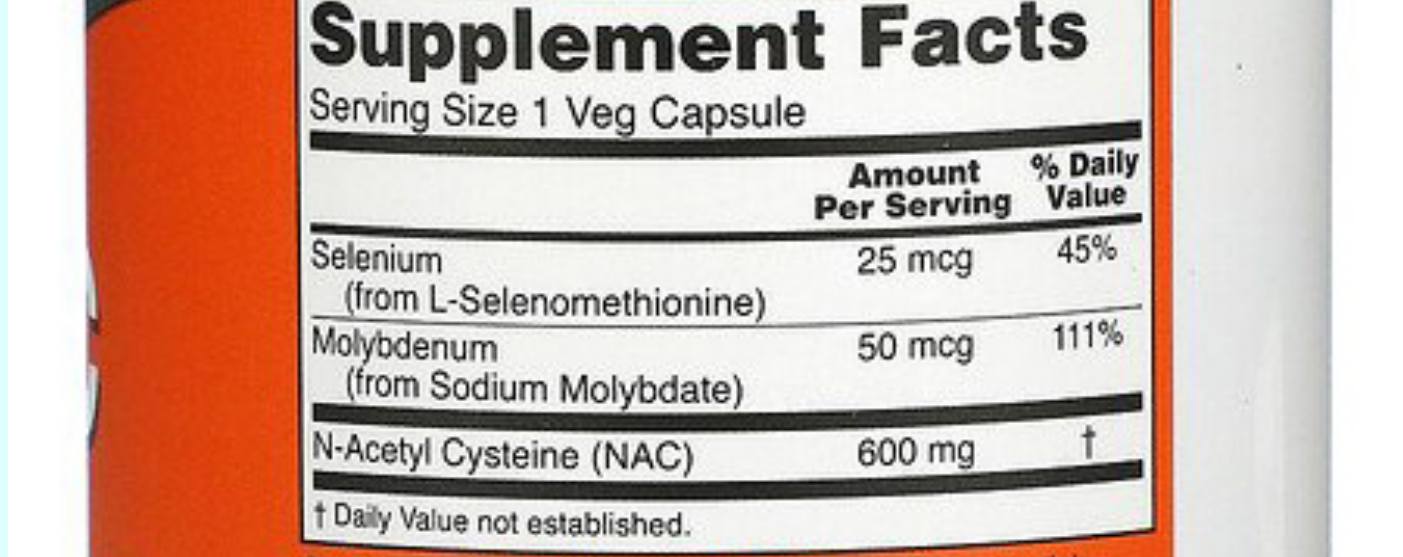 Supplement Facts
Serving Size 1 Veg Capsule
Amount Per Serving
% Daily Value
Selenium 25 mcg 45%
(from L-Selenomethionine)
Molybdenum 50 mcg 111%
(from Sodium Molybdate)
N-Acetyl Cysteine (NAC) 600 mg †
† Daily Value not established.